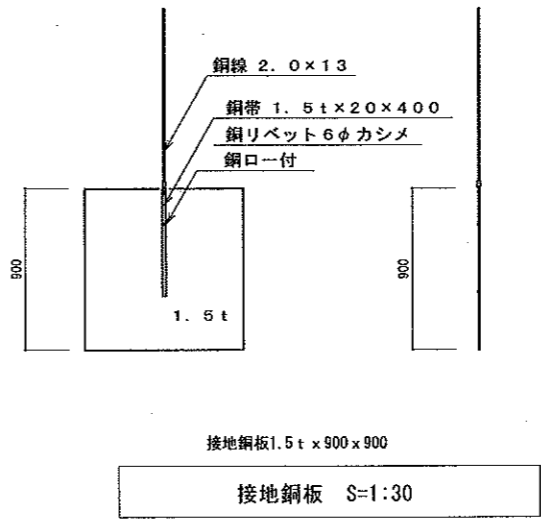 銅線 2.0×13
銅帯 1.5t×20×400
銅リベット6φカシメ
銅ロー付
900
900
1.5t
接地銅板1.5t×900×900
接地銅板 S=1:30